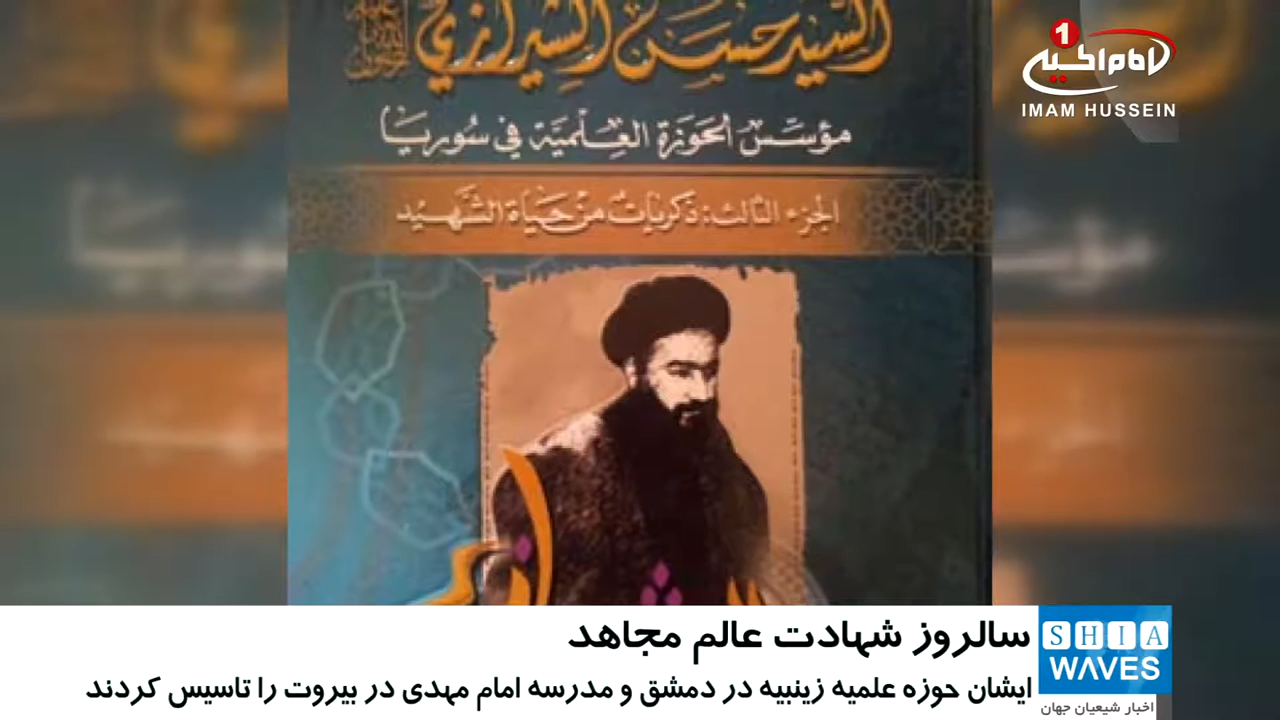 السيد حسن الشيرازي
1
امام حسین
IMAM HUSSEIN
مؤسس الحوزة العلمية في سوريا
الجزء الثالث: ذكريات من حياة الشهيد
سالروز شهادت عالم مجاهد
ایشان حوزه علمیه زینبیه در دمشق و مدرسه امام مهدی در بیروت را تاسیس کردند
SHIA
WAVES
اخبار شیعیان جهان